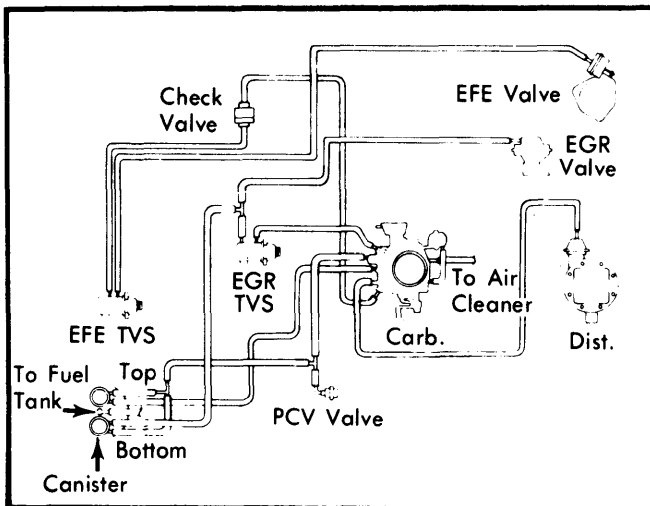 Check
Valve
EFE Valve
EGR
Valve
EGR
TVS
To Air
Cleaner
EFE TVS
Carb.
Dist.
To Fuel
Tank
Top
PCV Valve
Bottom
Canister